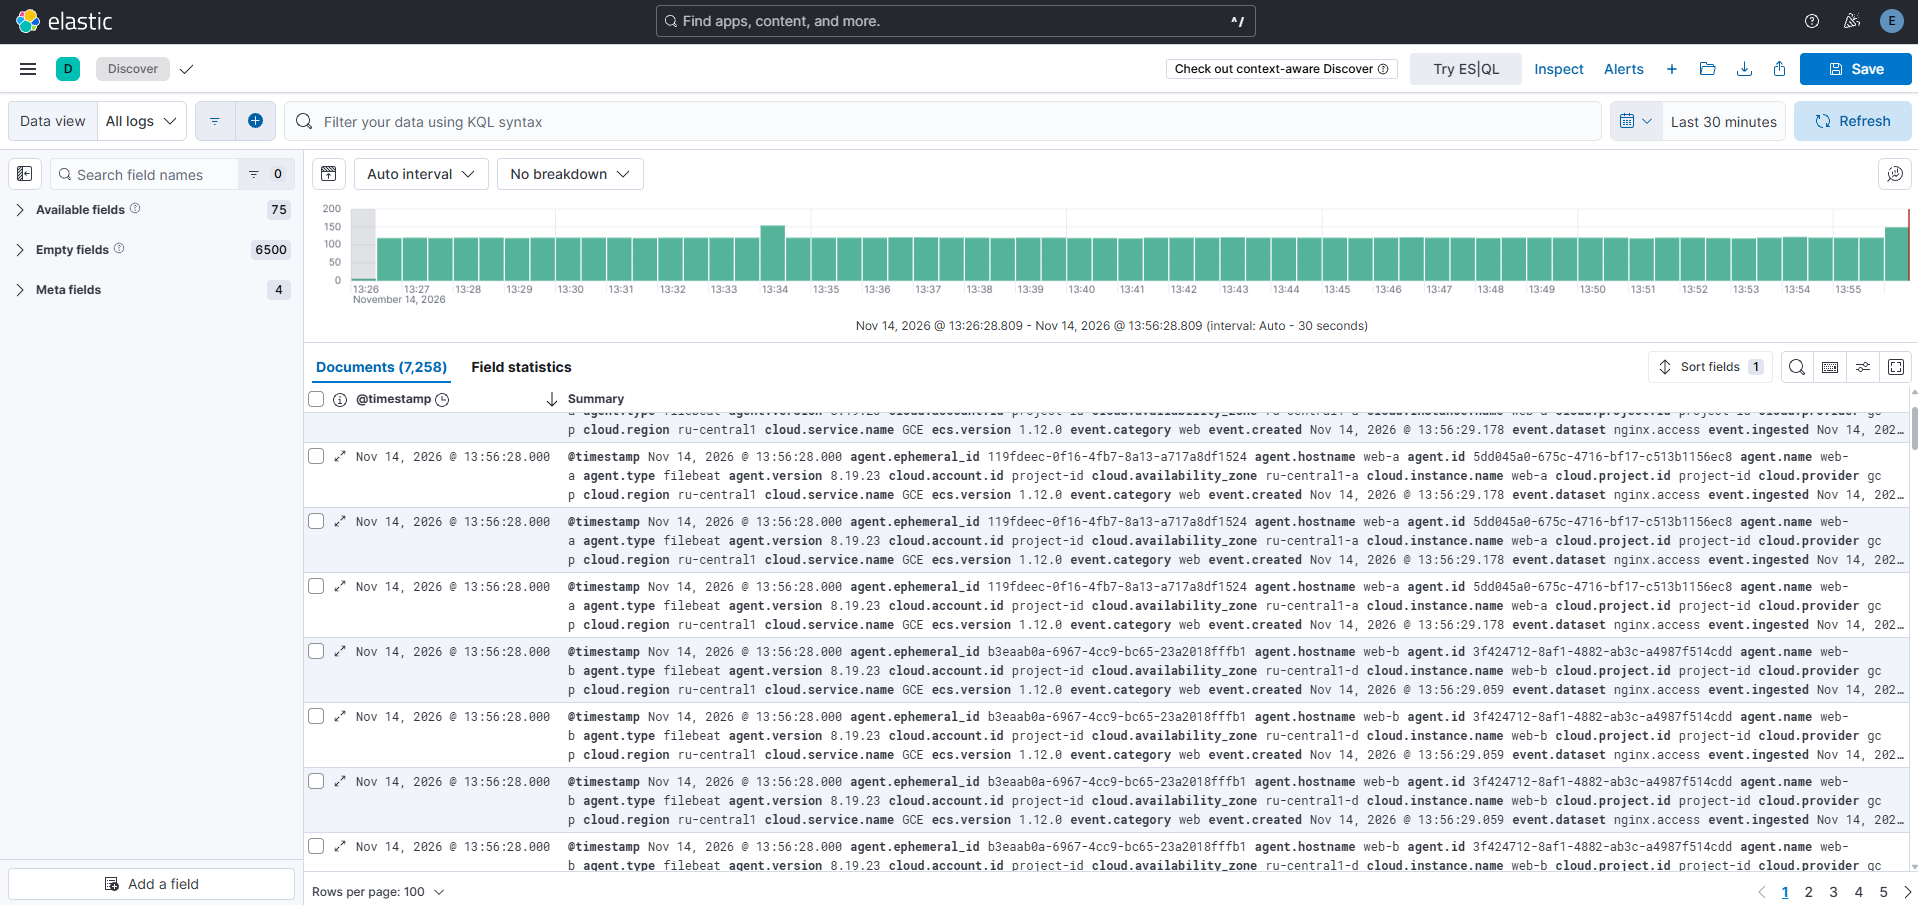 elastic
Find apps, content, and more.
^/
E
D
Discover
Check out context-aware Discover
Try ES|QL
Inspect
Alerts
Save
Data view
All logs
Filter your data using KQL syntax
Last 30 minutes
Refresh
Search field names
0
Available fields
75
Empty fields
6500
Meta fields
4
Add a field
Auto interval
No breakdown
200
150
100
50
0
13:26 13:27 13:28 13:29 13:30 13:31 13:32 13:33 13:34 13:35 13:36 13:37 13:38 13:39 13:40 13:41 13:42 13:43 13:44 13:45 13:46 13:47 13:48 13:49 13:50 13:51 13:52 13:53 13:54 13:55
November 14, 2026
Nov 14, 2026 @ 13:26:28.809 - Nov 14, 2026 @ 13:56:28.809 (interval: Auto - 30 seconds)
Documents (7,258)
Field statistics
Sort fields 1
@timestamp
Summary
a agent.type filebeat agent.version 8.19.23 cloud.account.id project-id cloud.availability_zone ru-central1-a cloud.instance.name web-a cloud.project.id project-id cloud.provider gc
p cloud.region ru-central1 cloud.service.name GCE ecs.version 1.12.0 event.category web event.created Nov 14, 2026 @ 13:56:29.178 event.dataset nginx.access event.ingested Nov 14, 202…
Nov 14, 2026 @ 13:56:28.000 @timestamp Nov 14, 2026 @ 13:56:28.000 agent.ephemeral_id 119fdeec-0f16-4fb7-8a13-a717a8df1524 agent.hostname web-a agent.id 5dd045a0-675c-4716-bf17-c513b1156ec8 agent.name web-
a agent.type filebeat agent.version 8.19.23 cloud.account.id project-id cloud.availability_zone ru-central1-a cloud.instance.name web-a cloud.project.id project-id cloud.provider gc
p cloud.region ru-central1 cloud.service.name GCE ecs.version 1.12.0 event.category web event.created Nov 14, 2026 @ 13:56:29.178 event.dataset nginx.access event.ingested Nov 14, 202…
Nov 14, 2026 @ 13:56:28.000 @timestamp Nov 14, 2026 @ 13:56:28.000 agent.ephemeral_id 119fdeec-0f16-4fb7-8a13-a717a8df1524 agent.hostname web-a agent.id 5dd045a0-675c-4716-bf17-c513b1156ec8 agent.name web-
a agent.type filebeat agent.version 8.19.23 cloud.account.id project-id cloud.availability_zone ru-central1-a cloud.instance.name web-a cloud.project.id project-id cloud.provider gc
p cloud.region ru-central1 cloud.service.name GCE ecs.version 1.12.0 event.category web event.created Nov 14, 2026 @ 13:56:29.178 event.dataset nginx.access event.ingested Nov 14, 202…
Nov 14, 2026 @ 13:56:28.000 @timestamp Nov 14, 2026 @ 13:56:28.000 agent.ephemeral_id 119fdeec-0f16-4fb7-8a13-a717a8df1524 agent.hostname web-a agent.id 5dd045a0-675c-4716-bf17-c513b1156ec8 agent.name web-
a agent.type filebeat agent.version 8.19.23 cloud.account.id project-id cloud.availability_zone ru-central1-a cloud.instance.name web-a cloud.project.id project-id cloud.provider gc
p cloud.region ru-central1 cloud.service.name GCE ecs.version 1.12.0 event.category web event.created Nov 14, 2026 @ 13:56:29.178 event.dataset nginx.access event.ingested Nov 14, 202…
Nov 14, 2026 @ 13:56:28.000 @timestamp Nov 14, 2026 @ 13:56:28.000 agent.ephemeral_id b3eaab0a-6967-4cc9-bc65-23a2018fffb1 agent.hostname web-b agent.id 3f424712-8af1-4882-ab3c-a4987f514cdd agent.name web-
b agent.type filebeat agent.version 8.19.23 cloud.account.id project-id cloud.availability_zone ru-central1-d cloud.instance.name web-b cloud.project.id project-id cloud.provider gc
p cloud.region ru-central1 cloud.service.name GCE ecs.version 1.12.0 event.category web event.created Nov 14, 2026 @ 13:56:29.059 event.dataset nginx.access event.ingested Nov 14, 202…
Nov 14, 2026 @ 13:56:28.000 @timestamp Nov 14, 2026 @ 13:56:28.000 agent.ephemeral_id b3eaab0a-6967-4cc9-bc65-23a2018fffb1 agent.hostname web-b agent.id 3f424712-8af1-4882-ab3c-a4987f514cdd agent.name web-
b agent.type filebeat agent.version 8.19.23 cloud.account.id project-id cloud.availability_zone ru-central1-d cloud.instance.name web-b cloud.project.id project-id cloud.provider gc
p cloud.region ru-central1 cloud.service.name GCE ecs.version 1.12.0 event.category web event.created Nov 14, 2026 @ 13:56:29.059 event.dataset nginx.access event.ingested Nov 14, 202…
Nov 14, 2026 @ 13:56:28.000 @timestamp Nov 14, 2026 @ 13:56:28.000 agent.ephemeral_id b3eaab0a-6967-4cc9-bc65-23a2018fffb1 agent.hostname web-b agent.id 3f424712-8af1-4882-ab3c-a4987f514cdd agent.name web-
b agent.type filebeat agent.version 8.19.23 cloud.account.id project-id cloud.availability_zone ru-central1-d cloud.instance.name web-b cloud.project.id project-id cloud.provider gc
p cloud.region ru-central1 cloud.service.name GCE ecs.version 1.12.0 event.category web event.created Nov 14, 2026 @ 13:56:29.059 event.dataset nginx.access event.ingested Nov 14, 202…
Nov 14, 2026 @ 13:56:28.000 @timestamp Nov 14, 2026 @ 13:56:28.000 agent.ephemeral_id b3eaab0a-6967-4cc9-bc65-23a2018fffb1 agent.hostname web-b agent.id 3f424712-8af1-4882-ab3c-a4987f514cdd agent.name web-
b agent.type filebeat agent.version 8.19.23 cloud.account.id project-id cloud.availability_zone ru-central1-d cloud.instance.name web-b cloud.project.id project-id cloud.provider gc
Rows per page: 100
1 2 3 4 5